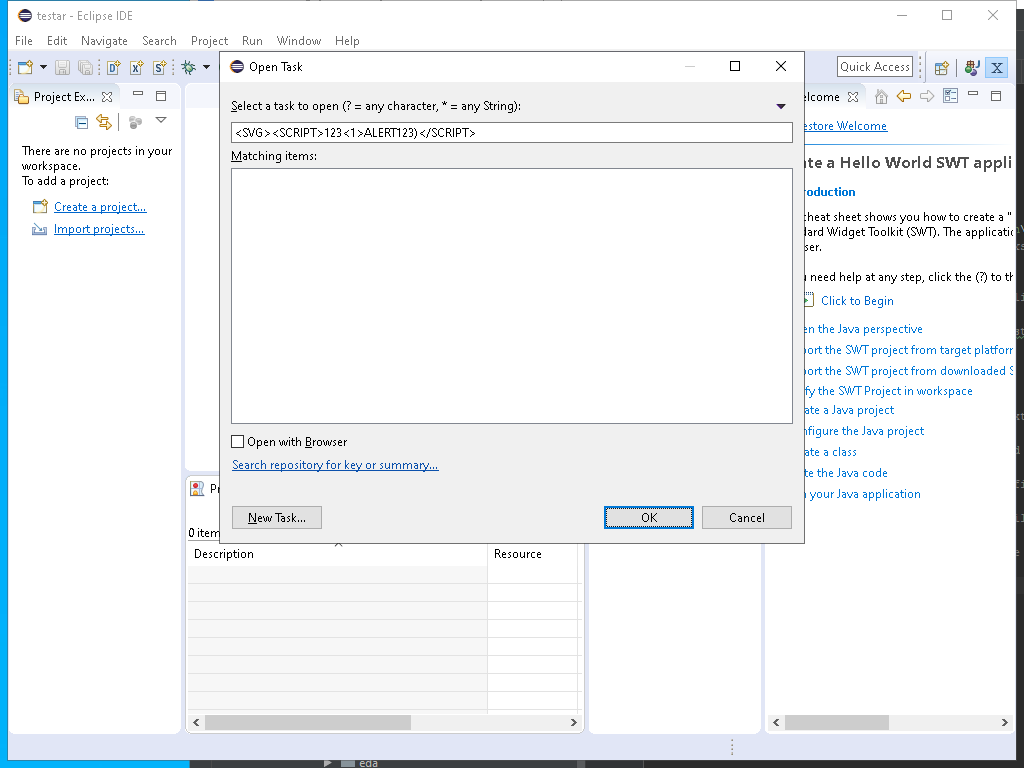 testar - Eclipse IDE
File Edit Navigate Search Project Run Window Help
Quick Access
Project Ex...
There are no projects in your
workspace.
To add a project:
Create a project...
Import projects...
Open Task
Select a task to open (? = any character, * = any String):
<SVG><SCRIPT>123<1>ALERT123)</SCRIPT>
Matching items:
Open with Browser
Search repository for key or summary...
New Task... OK Cancel
elcome
estore Welcome
te a Hello World SWT appli
roduction
cheat sheet shows you how to create a "
dard Widget Toolkit (SWT). The applicatio
ser.
u need help at any step, click the (?) to th
Click to Begin
en the Java perspective
port the SWT project from target platform
port the SWT project from downloaded S
ify the SWT Project in workspace
ate a Java project
nfigure the Java project
ate a class
te the Java code
n your Java application
Pr
0 item
Description Resource
eda